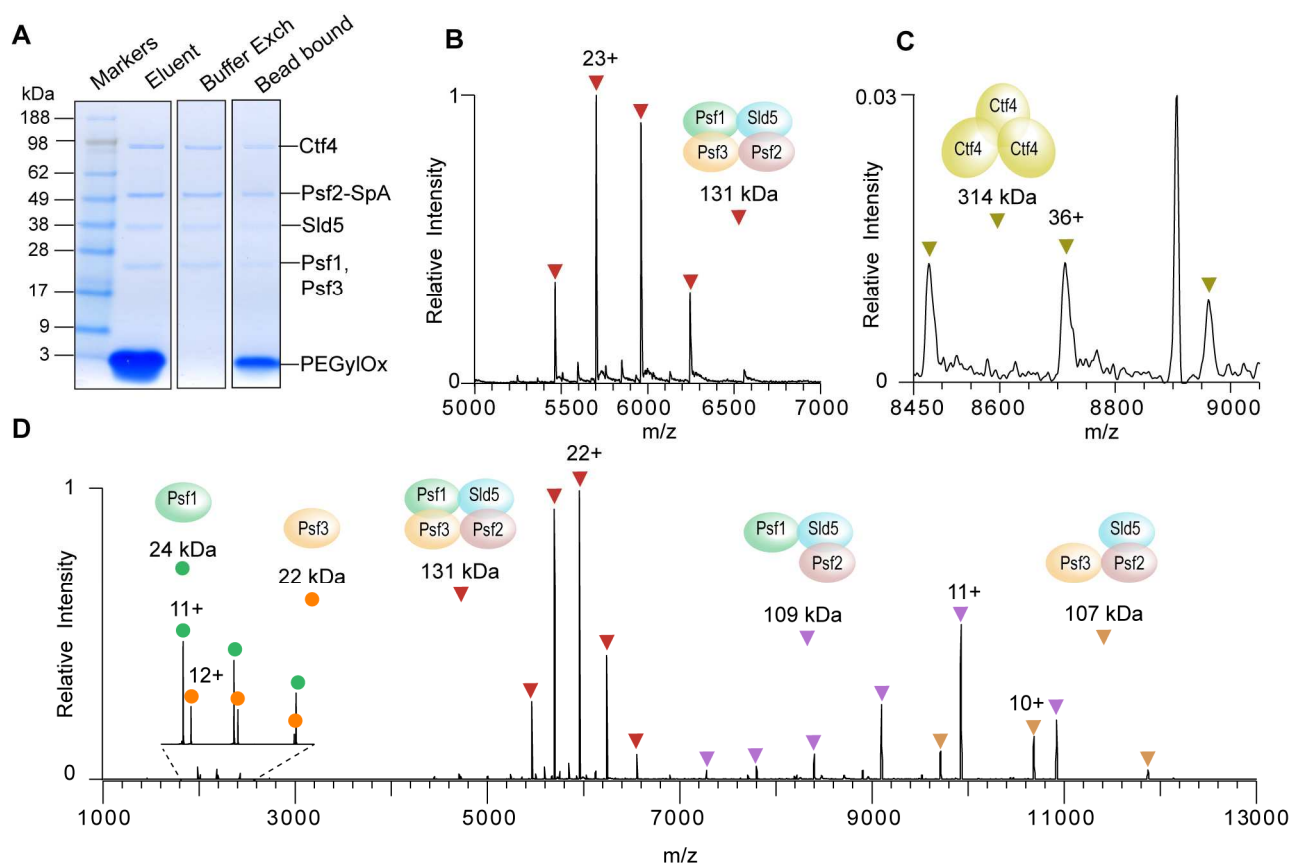 A
Markers
Eluent
Buffer Exch
Bead bound
kDa
188
98
62
49
38
28
17
9
3
Ctf4
Psf2-SpA
Sld5
Psf1,
Psf3
PEGylOx
B
Relative Intensity
1
0
23+
Psf1 Sld5
Psf3 Psf2
131 kDa
5000 5500 6000 6500 7000
m/z
C
Relative Intensity
0.03
0
Ctf4
Ctf4 Ctf4
314 kDa
36+
8450 8600 8800 9000
m/z
D
Relative Intensity
1
0
Psf1
24 kDa
11+
12+
Psf3
22 kDa
Psf1 Sld5
Psf3 Psf2
131 kDa
22+
Psf1 Sld5
Psf2
109 kDa
11+
Sld5
Psf3 Psf2
107 kDa
10+
1000 3000 5000 7000 9000 11000 13000
m/z